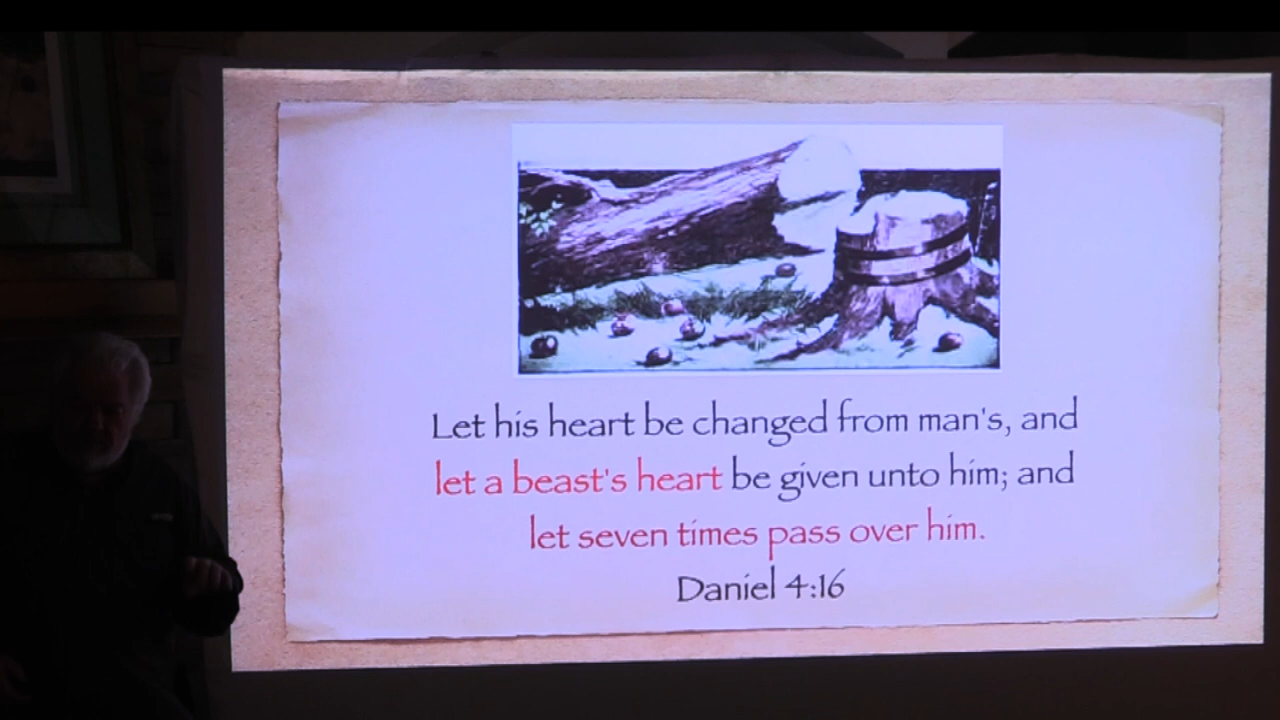 Let his heart be changed from man's, and
let a beast's heart be given unto him; and
let seven times pass over him.
Daniel 4:16